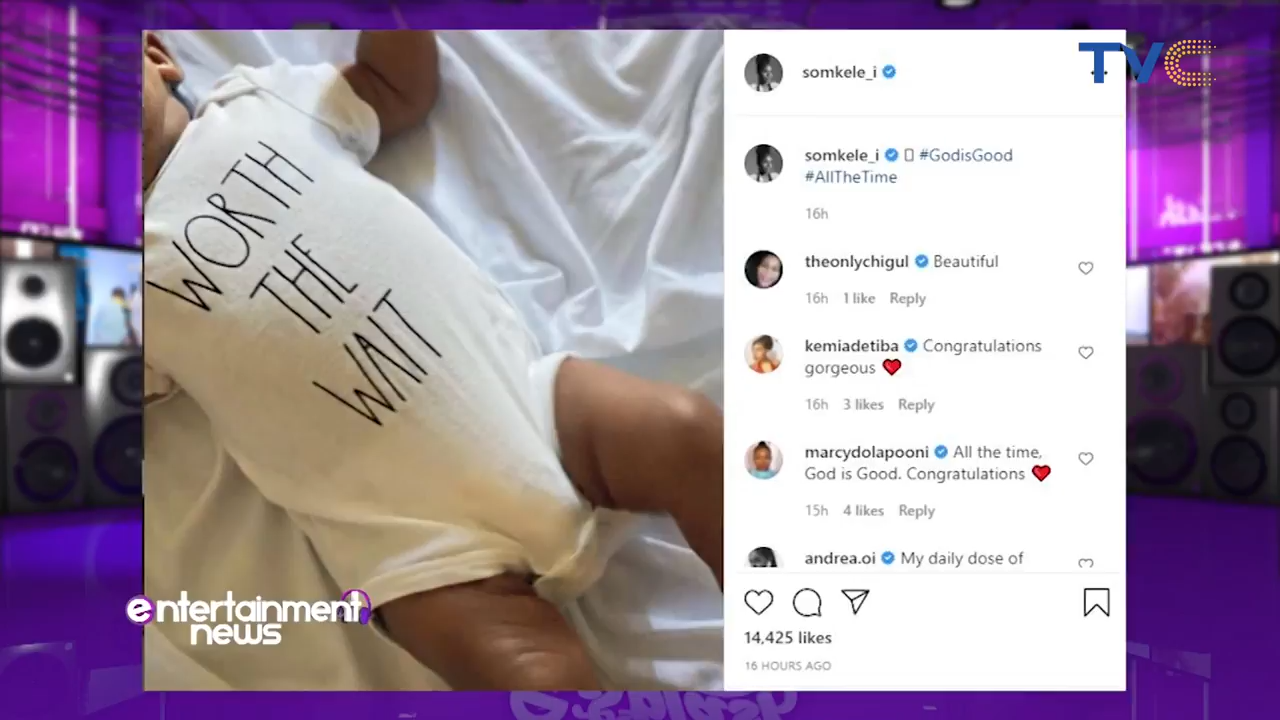 TVC
somkele_i
somkele_i #GodisGood
#AllTheTime
16h
theonlychigul Beautiful
16h 1 like Reply
kemiadetiba Congratulations
gorgeous
16h 3 likes Reply
marcydolapooni All the time,
God is Good. Congratulations
15h 4 likes Reply
andrea.oi My daily dose of
14,425 likes
16 HOURS AGO
WORTH
THE
WAIT
entertainment
news